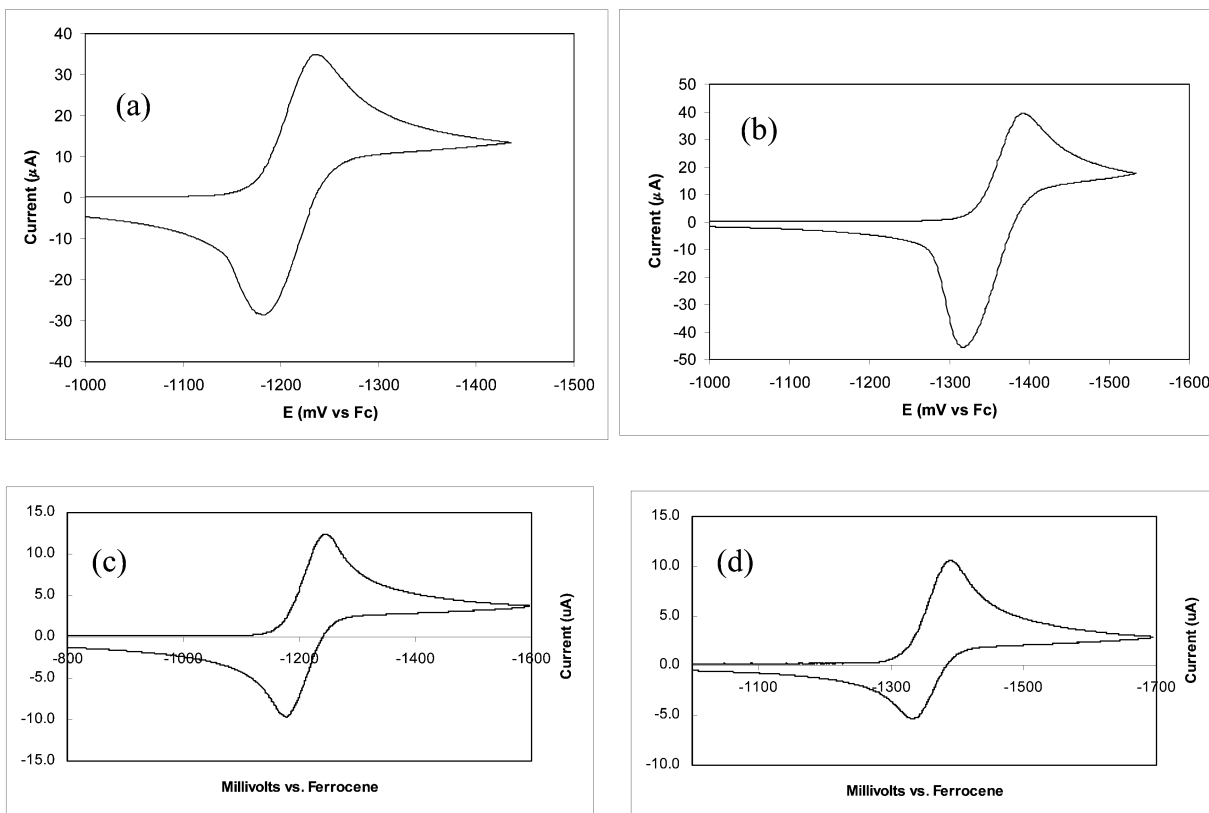 40
30
20
10
0
-10
-20
-30
-40
Current (μA)
(a)
-1000 -1100 -1200 -1300 -1400 -1500
E (mV vs Fc)
50
40
30
20
10
0
-10
-20
-30
-40
-50
Current (μA)
(b)
-1000 -1100 -1200 -1300 -1400 -1500 -1600
E (mV vs Fc)
15.0
10.0
5.0
0.0
-5.0
-10.0
-15.0
(c)
-800 -1000 -1200 -1400 -1600
Current (uA)
Millivolts vs. Ferrocene
15.0
10.0
5.0
0.0
-5.0
-10.0
(d)
-1100 -1300 -1500 -1700
Current (uA)
Millivolts vs. Ferrocene